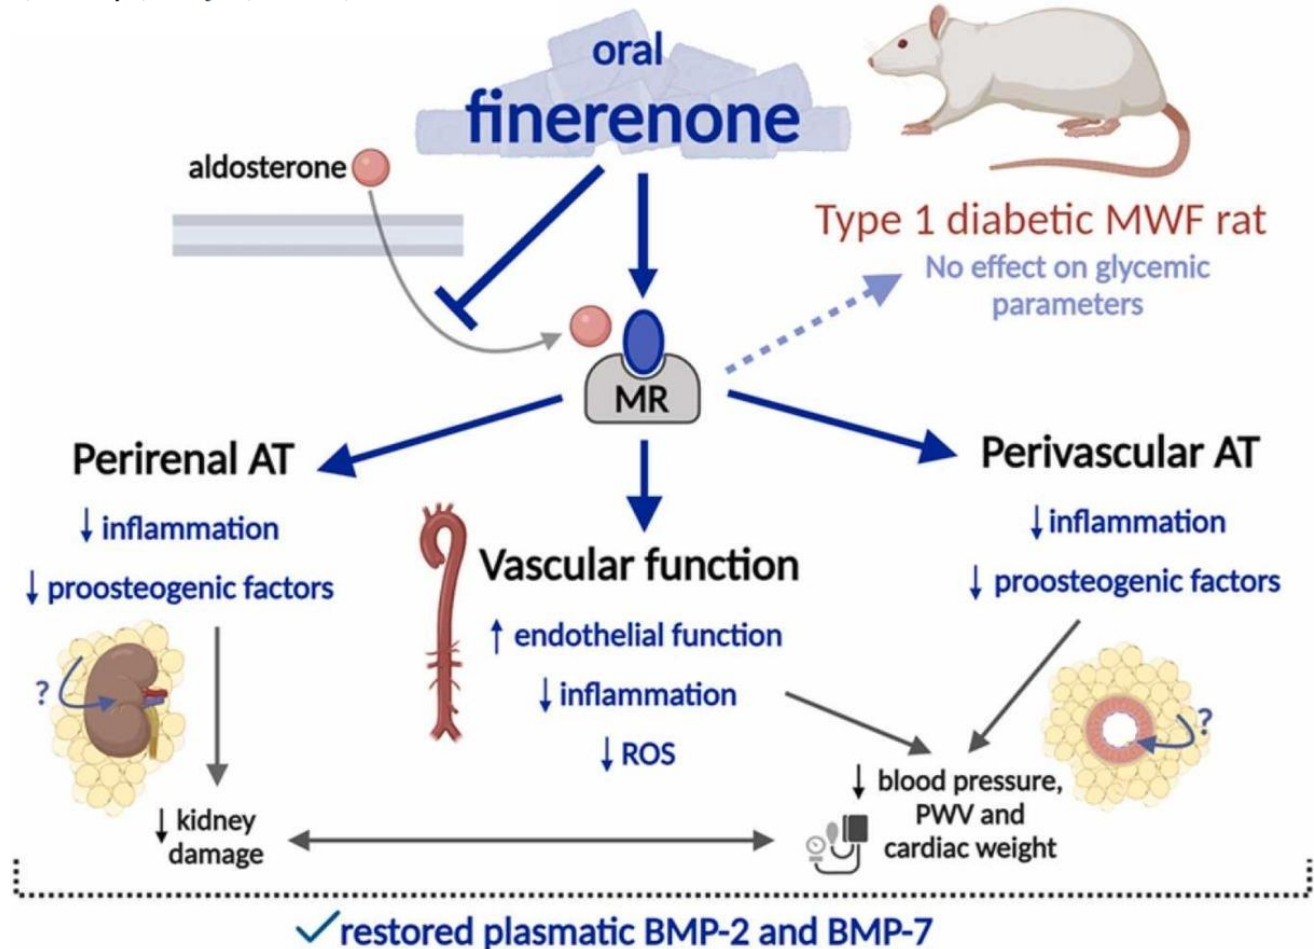 oral
finerenone
aldosterone
Type 1 diabetic MWF rat
No effect on glycemic
parameters
MR
Perirenal AT
↓ inflammation
↓ proosteogenic factors
?
↓ kidney
damage
Vascular function
↑ endothelial function
↓ inflammation
↓ ROS
Perivascular AT
↓ inflammation
↓ proosteogenic factors
?
↓ blood pressure,
PWV and
cardiac weight
✓ restored plasmatic BMP-2 and BMP-7